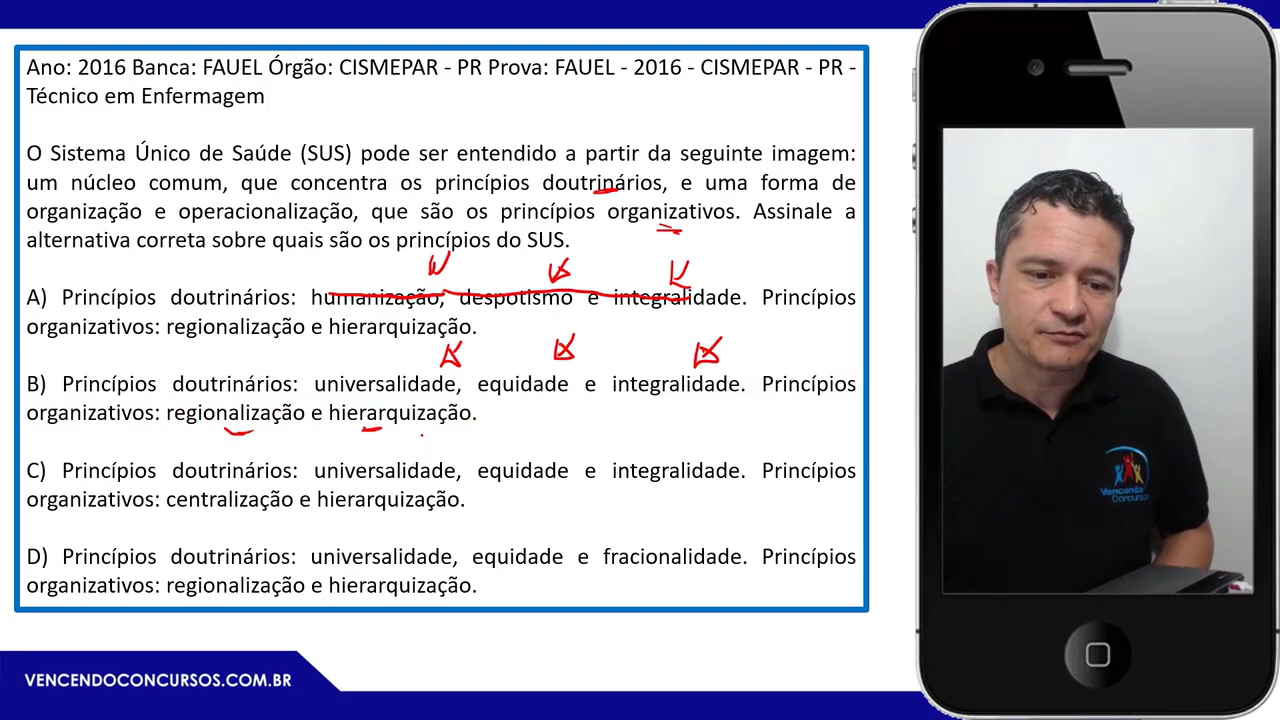 Ano: 2016 Banca: FAUEL Órgão: CISMEPAR - PR Prova: FAUEL - 2016 - CISMEPAR - PR -
Técnico em Enfermagem
O Sistema Único de Saúde (SUS) pode ser entendido a partir da seguinte imagem:
um núcleo comum, que concentra os princípios doutrinários, e uma forma de
organização e operacionalização, que são os princípios organizativos. Assinale a
alternativa correta sobre quais são os princípios do SUS.
A) Princípios doutrinários: humanização, despotismo e integralidade. Princípios
organizativos: regionalização e hierarquização.
B) Princípios doutrinários: universalidade, equidade e integralidade. Princípios
organizativos: regionalização e hierarquização.
C) Princípios doutrinários: universalidade, equidade e integralidade. Princípios
organizativos: centralização e hierarquização.
D) Princípios doutrinários: universalidade, equidade e fracionalidade. Princípios
organizativos: regionalização e hierarquização.
VENCENDOCONCURSOS.COM.BR
Vencendo
Concursos